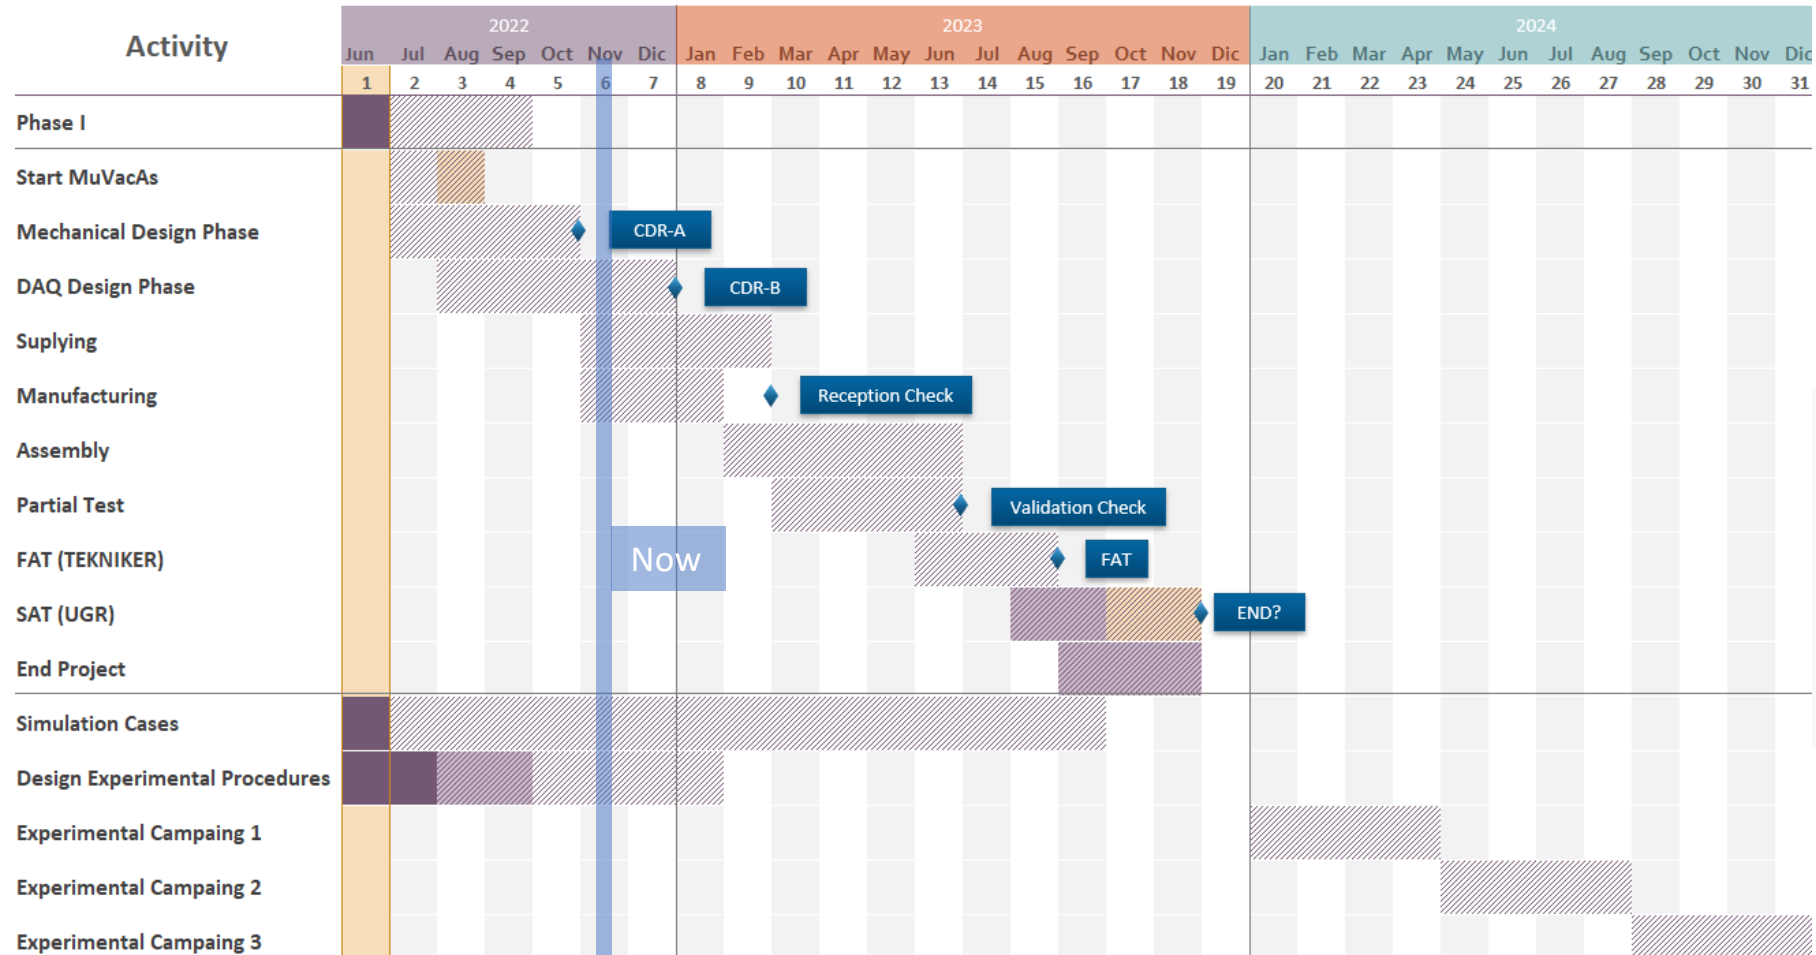 2022 2023 2024
Activity
Jun Jul Aug Sep Oct Nov Dic Jan Feb Mar Apr May Jun Jul Aug Sep Oct Nov Dic Jan Feb Mar Apr May Jun Jul Aug Sep Oct Nov Dic
1 2 3 4 5 6 7 8 9 10 11 12 13 14 15 16 17 18 19 20 21 22 23 24 25 26 27 28 29 30 31
Phase I
Start MuVacAs
Mechanical Design Phase CDR-A
DAQ Design Phase CDR-B
Suplying
Manufacturing Reception Check
Assembly
Partial Test Validation Check
FAT (TEKNIKER) Now FAT
SAT (UGR) END?
End Project
Simulation Cases
Design Experimental Procedures
Experimental Campaing 1
Experimental Campaing 2
Experimental Campaing 3